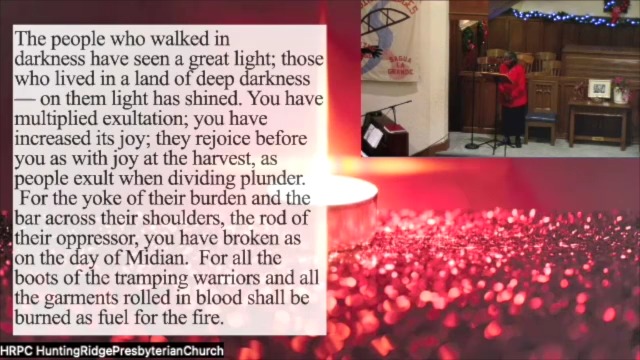 The people who walked in
darkness have seen a great light; those
who lived in a land of deep darkness
— on them light has shined. You have
multiplied exultation; you have
increased its joy; they rejoice before
you as with joy at the harvest, as
people exult when dividing plunder.
For the yoke of their burden and the
bar across their shoulders, the rod of
their oppressor, you have broken as
on the day of Midian.  For all the
boots of the tramping warriors and all
the garments rolled in blood shall be
burned as fuel for the fire.
SAGUA
LA
GRANDE
HRPC HuntingRidgePresbyterianChurch